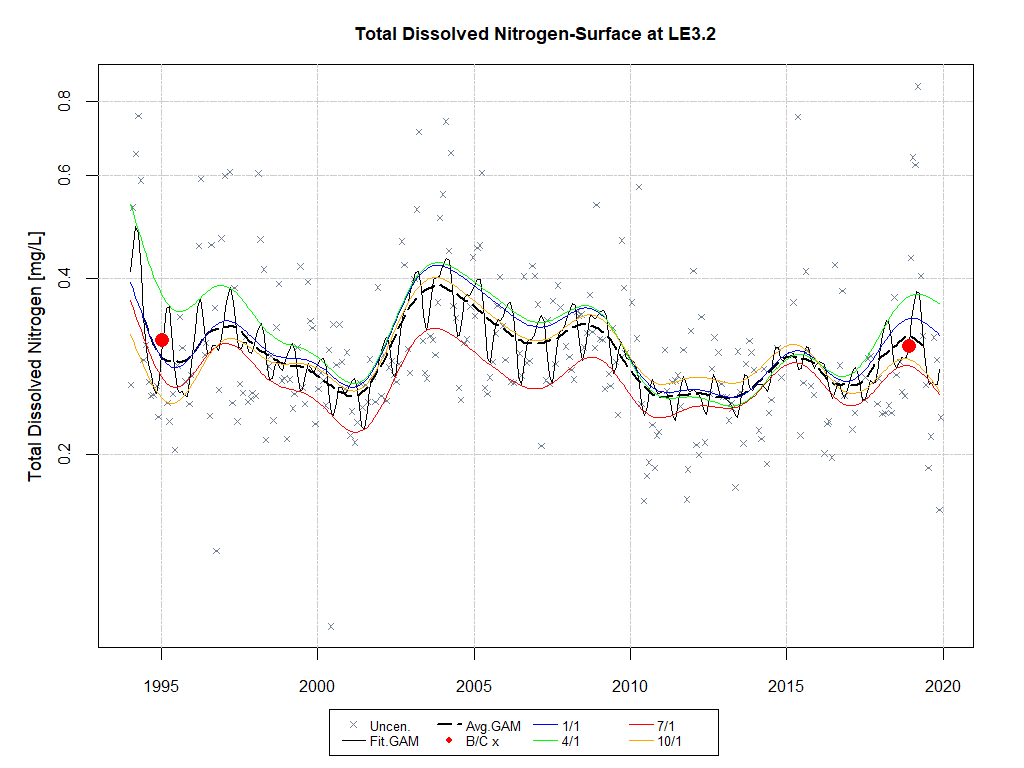 Total Dissolved Nitrogen-Surface at LE3.2
Total Dissolved Nitrogen [mg/L]
0.8
0.6
0.4
0.2
1995 2000 2005 2010 2015 2020
Uncen. Avg.GAM 1/1 7/1
Fit.GAM B/C x 4/1 10/1